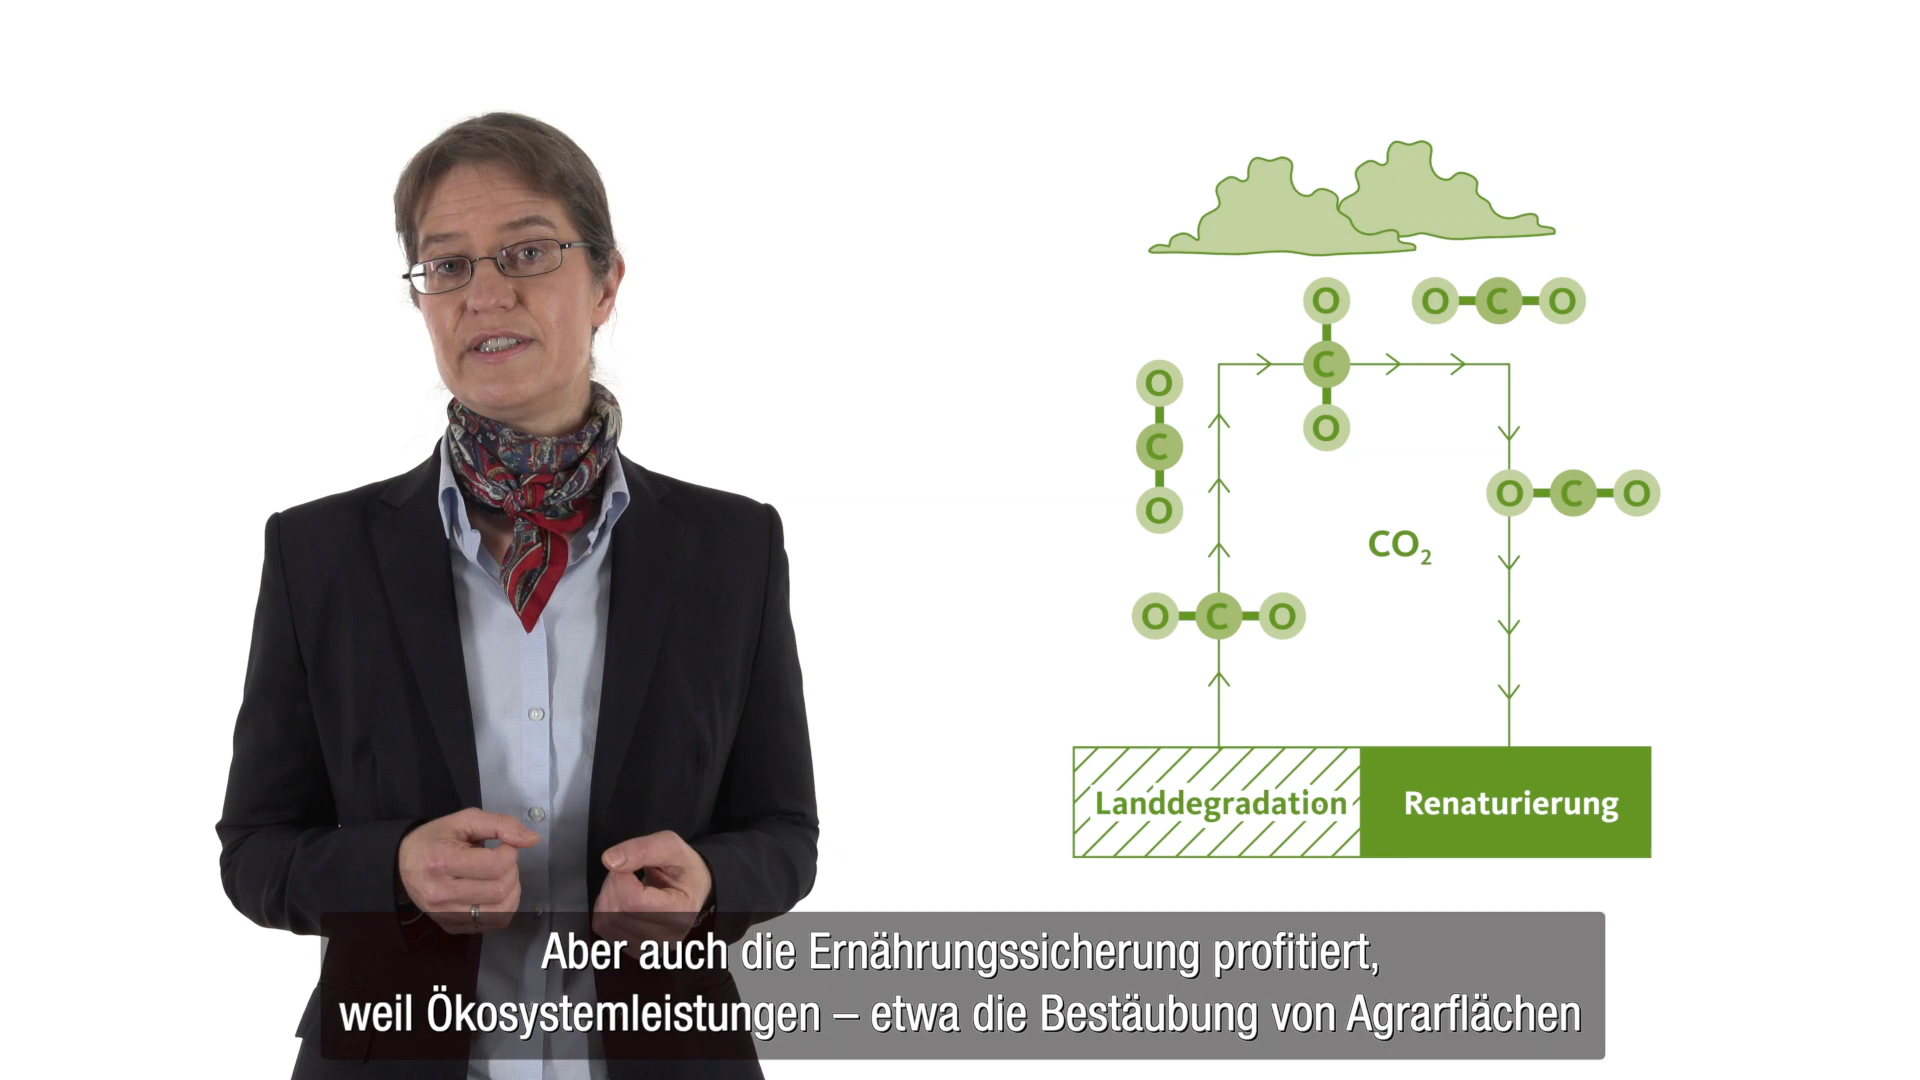 O
O C O
O
C
C
O
O
O
O C O
CO₂
O
O C O
Landdegradation
Renaturierung
Aber auch die Ernährungssicherung profitiert,
weil Ökosystemleistungen – etwa die Bestäubung von Agrarflächen